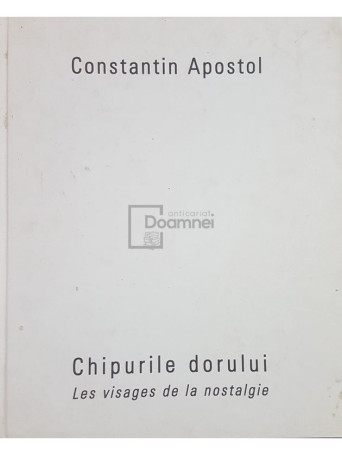 Constantin Apostol
anticariat
Doamnei
Chipurile dorului
Les visages de la nostalgie